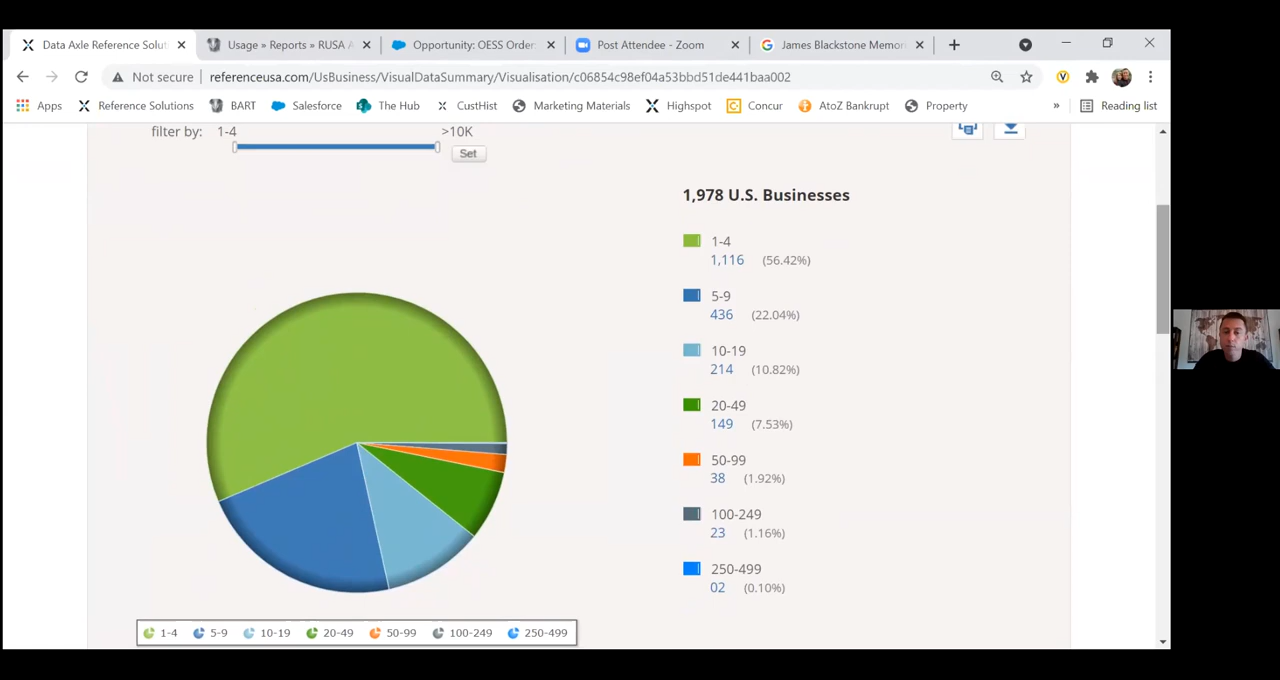 Data Axle Reference Soluti
Usage » Reports » RUSA A
Opportunity: OESS Order:
Post Attendee - Zoom
James Blackstone Memori
Not secure
referenceusa.com/UsBusiness/VisualDataSummary/Visualisation/c06854c98ef04a53bbd51de441baa002
Apps
Reference Solutions
BART
Salesforce
The Hub
CustHist
Marketing Materials
Highspot
Concur
AtoZ Bankrupt
Property
»
Reading list
filter by:
1-4
>10K
Set
1,978 U.S. Businesses
1-4
1,116 (56.42%)
5-9
436 (22.04%)
10-19
214 (10.82%)
20-49
149 (7.53%)
50-99
38 (1.92%)
100-249
23 (1.16%)
250-499
02 (0.10%)
1-4 5-9 10-19 20-49 50-99 100-249 250-499